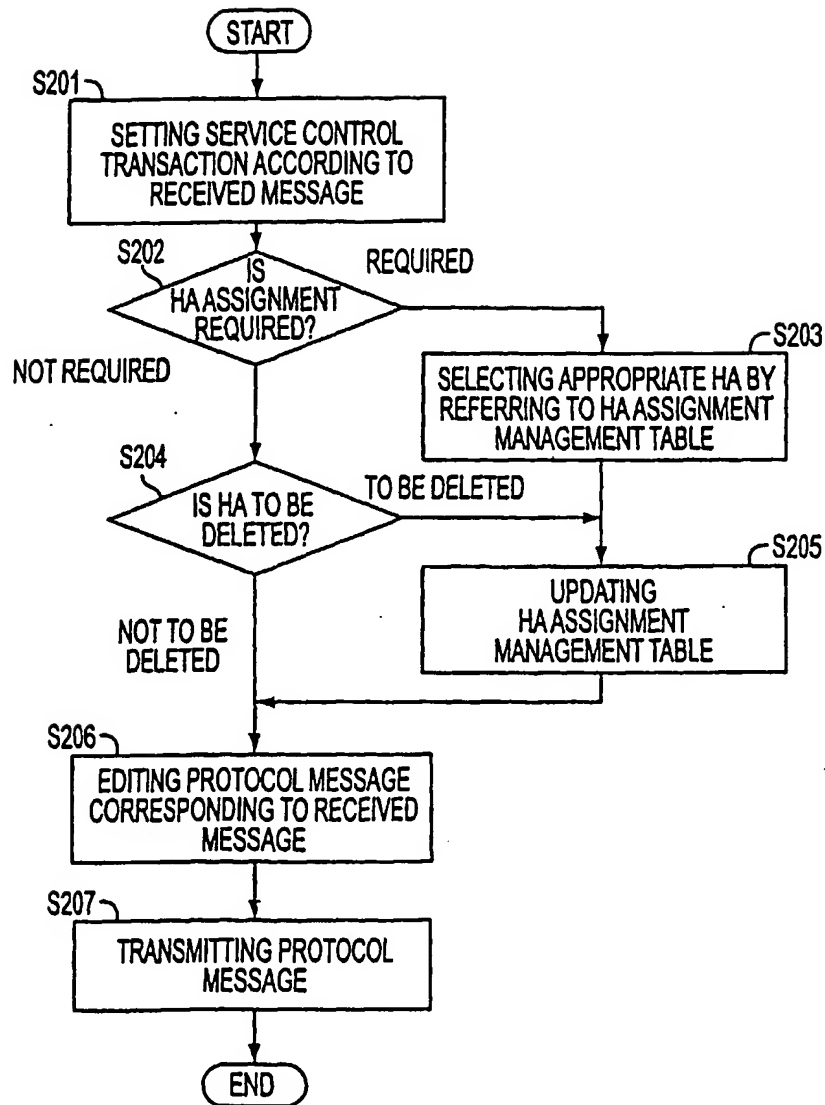 START
S201
SETTING SERVICE CONTROL
TRANSACTION ACCORDING TO
RECEIVED MESSAGE
S202
IS
HA ASSIGNMENT
REQUIRED?
REQUIRED
NOT REQUIRED
S203
SELECTING APPROPRIATE HA BY
REFERRING TO HA ASSIGNMENT
MANAGEMENT TABLE
S204
IS HA TO BE
DELETED?
TO BE DELETED
S205
UPDATING
HA ASSIGNMENT
MANAGEMENT TABLE
NOT TO BE
DELETED
S206
EDITING PROTOCOL MESSAGE
CORRESPONDING TO RECEIVED
MESSAGE
S207
TRANSMITTING PROTOCOL
MESSAGE
END